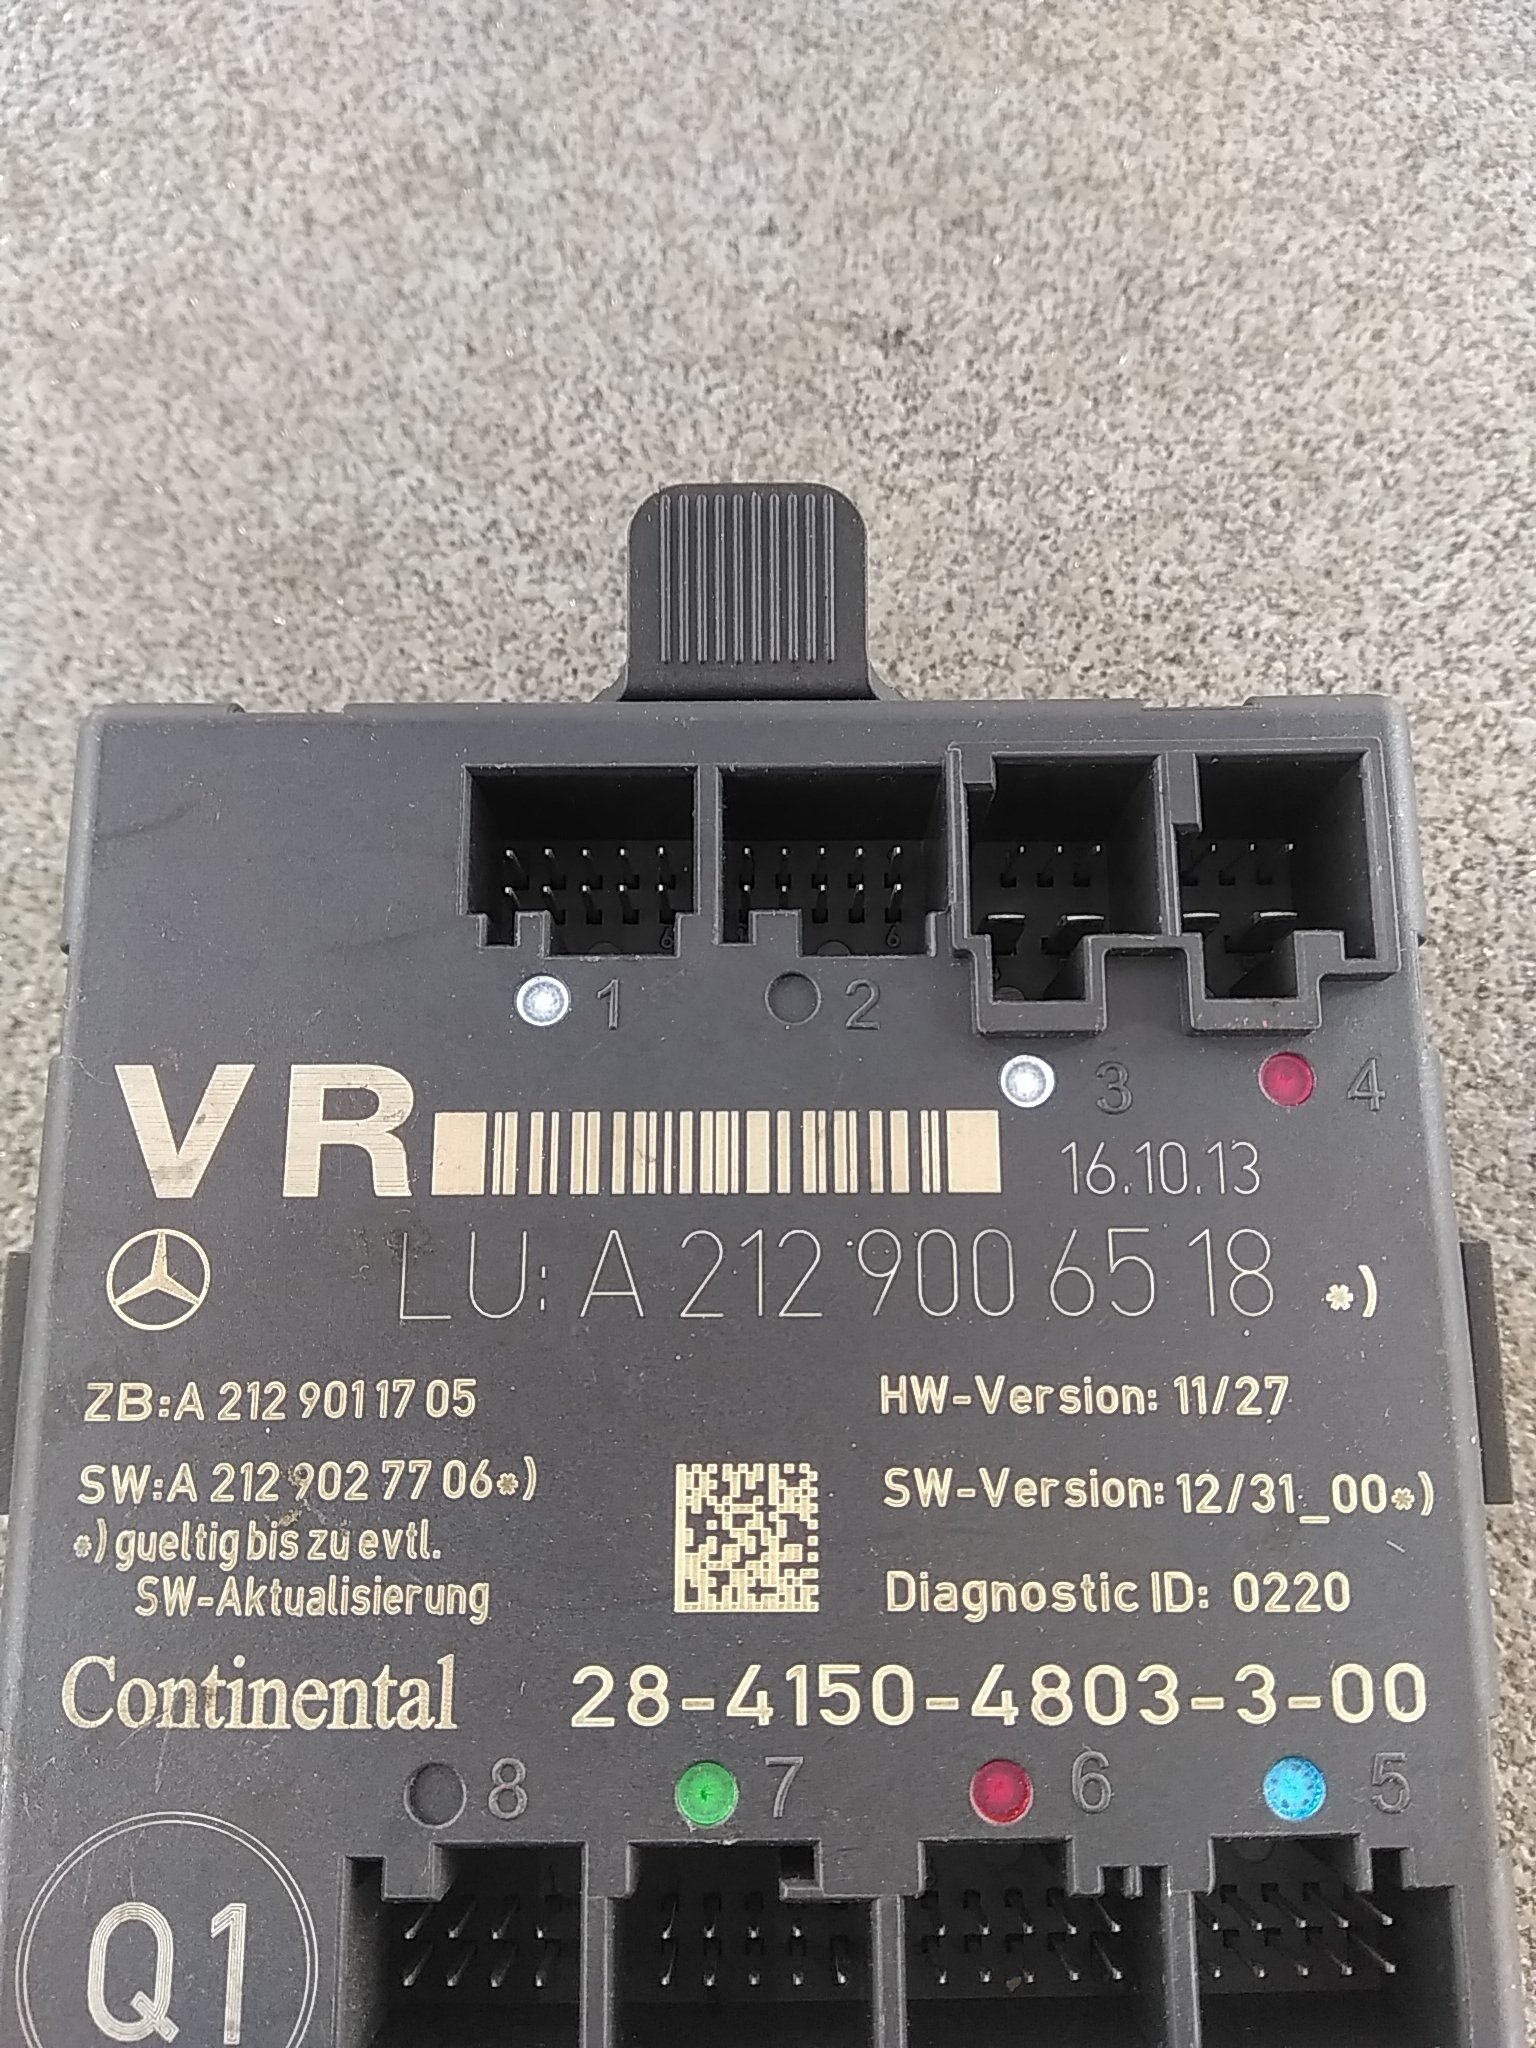 1
2
3
4
VR
16.10.13
LU: A 212 900 65 18 *)
ZB: A 212 901 17 05
HW-Version: 11/27
SW: A 212 902 77 06*)
SW-Version: 12/31_00*)
*) gueltig bis zu evtl.
SW-Aktualisierung
Diagnostic ID: 0220
Continental
28-4150-4803-3-00
8
7
6
5
Q1